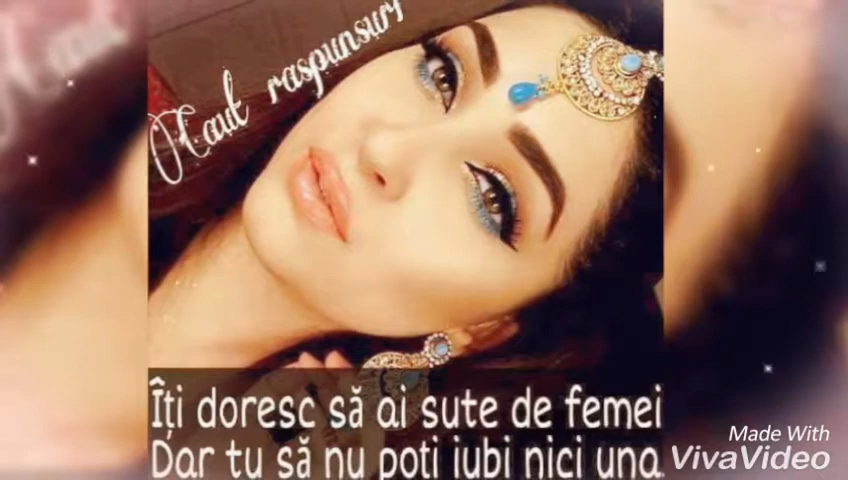 Caut raspunsuri
Îți doresc să ai sute de femei
Dar tu să nu poti iubi nici una
Made With
VivaVideo